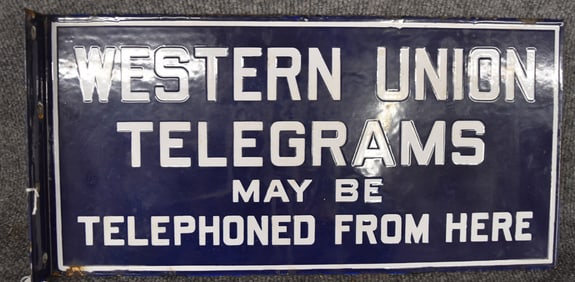 WESTERN UNION
TELEGRAMS
MAY BE
TELEPHONED FROM HERE